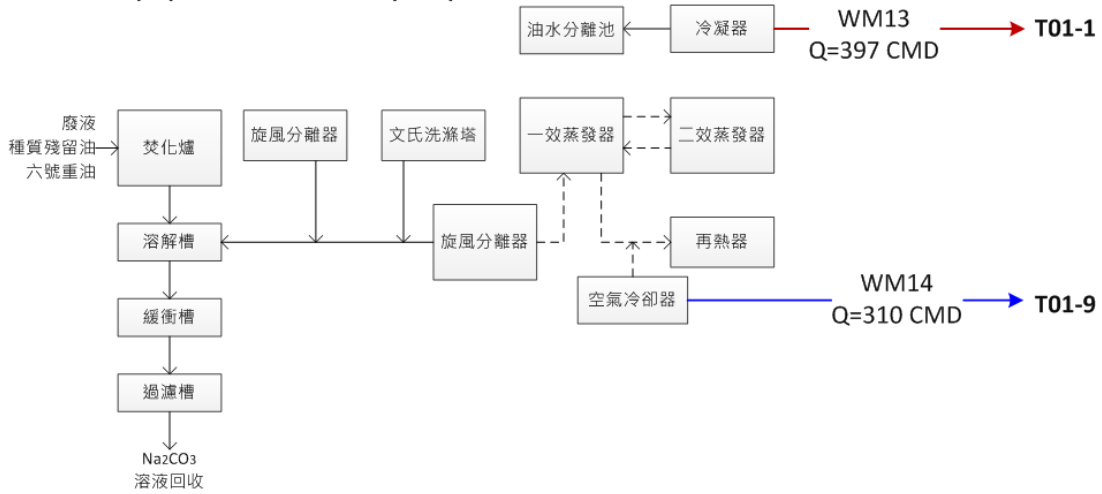 油水分離池
冷凝器
WM13
Q=397 CMD
T01-1
廢液
種質殘留油
六號重油
焚化爐
旋風分離器
文氏洗滌塔
一效蒸發器
二效蒸發器
溶解槽
旋風分離器
再熱器
空氣冷卻器
WM14
Q=310 CMD
T01-9
緩衝槽
過濾槽
Na2CO3
溶液回收